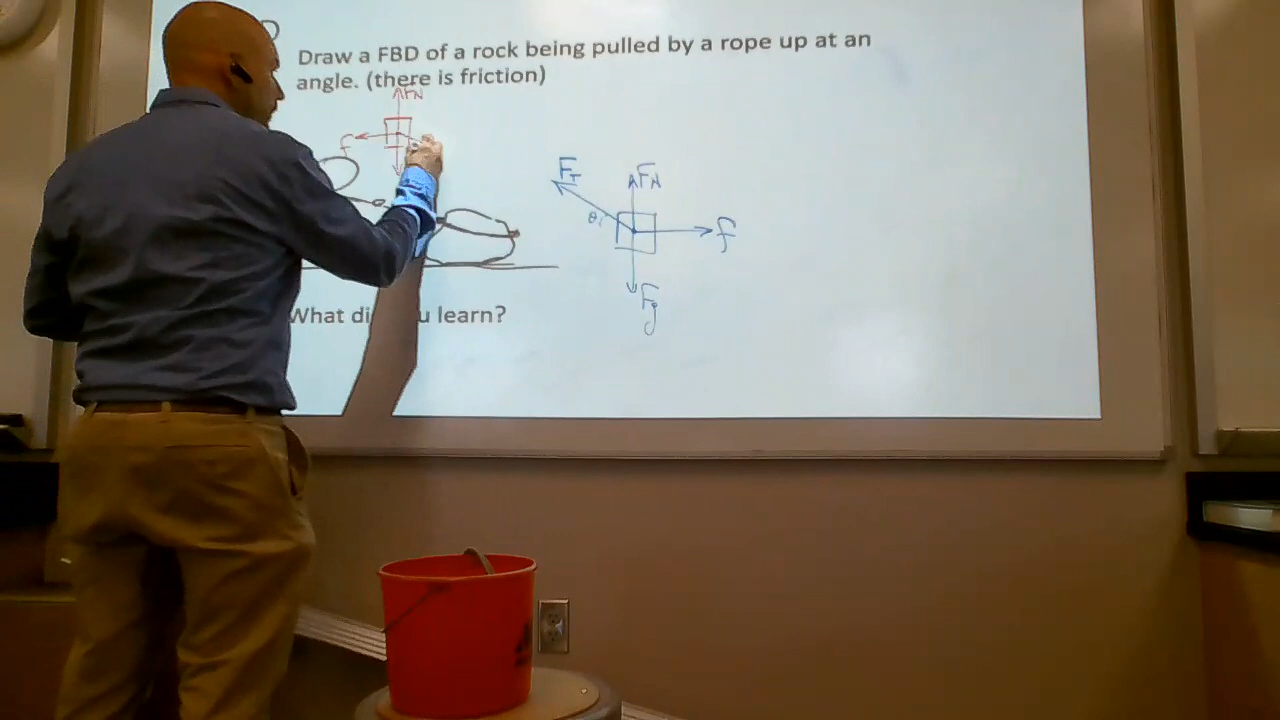 Draw a FBD of a rock being pulled by a rope up at an
angle. (there is friction)
FN
f
FT
FN
θ
f
Fg
What di u learn?